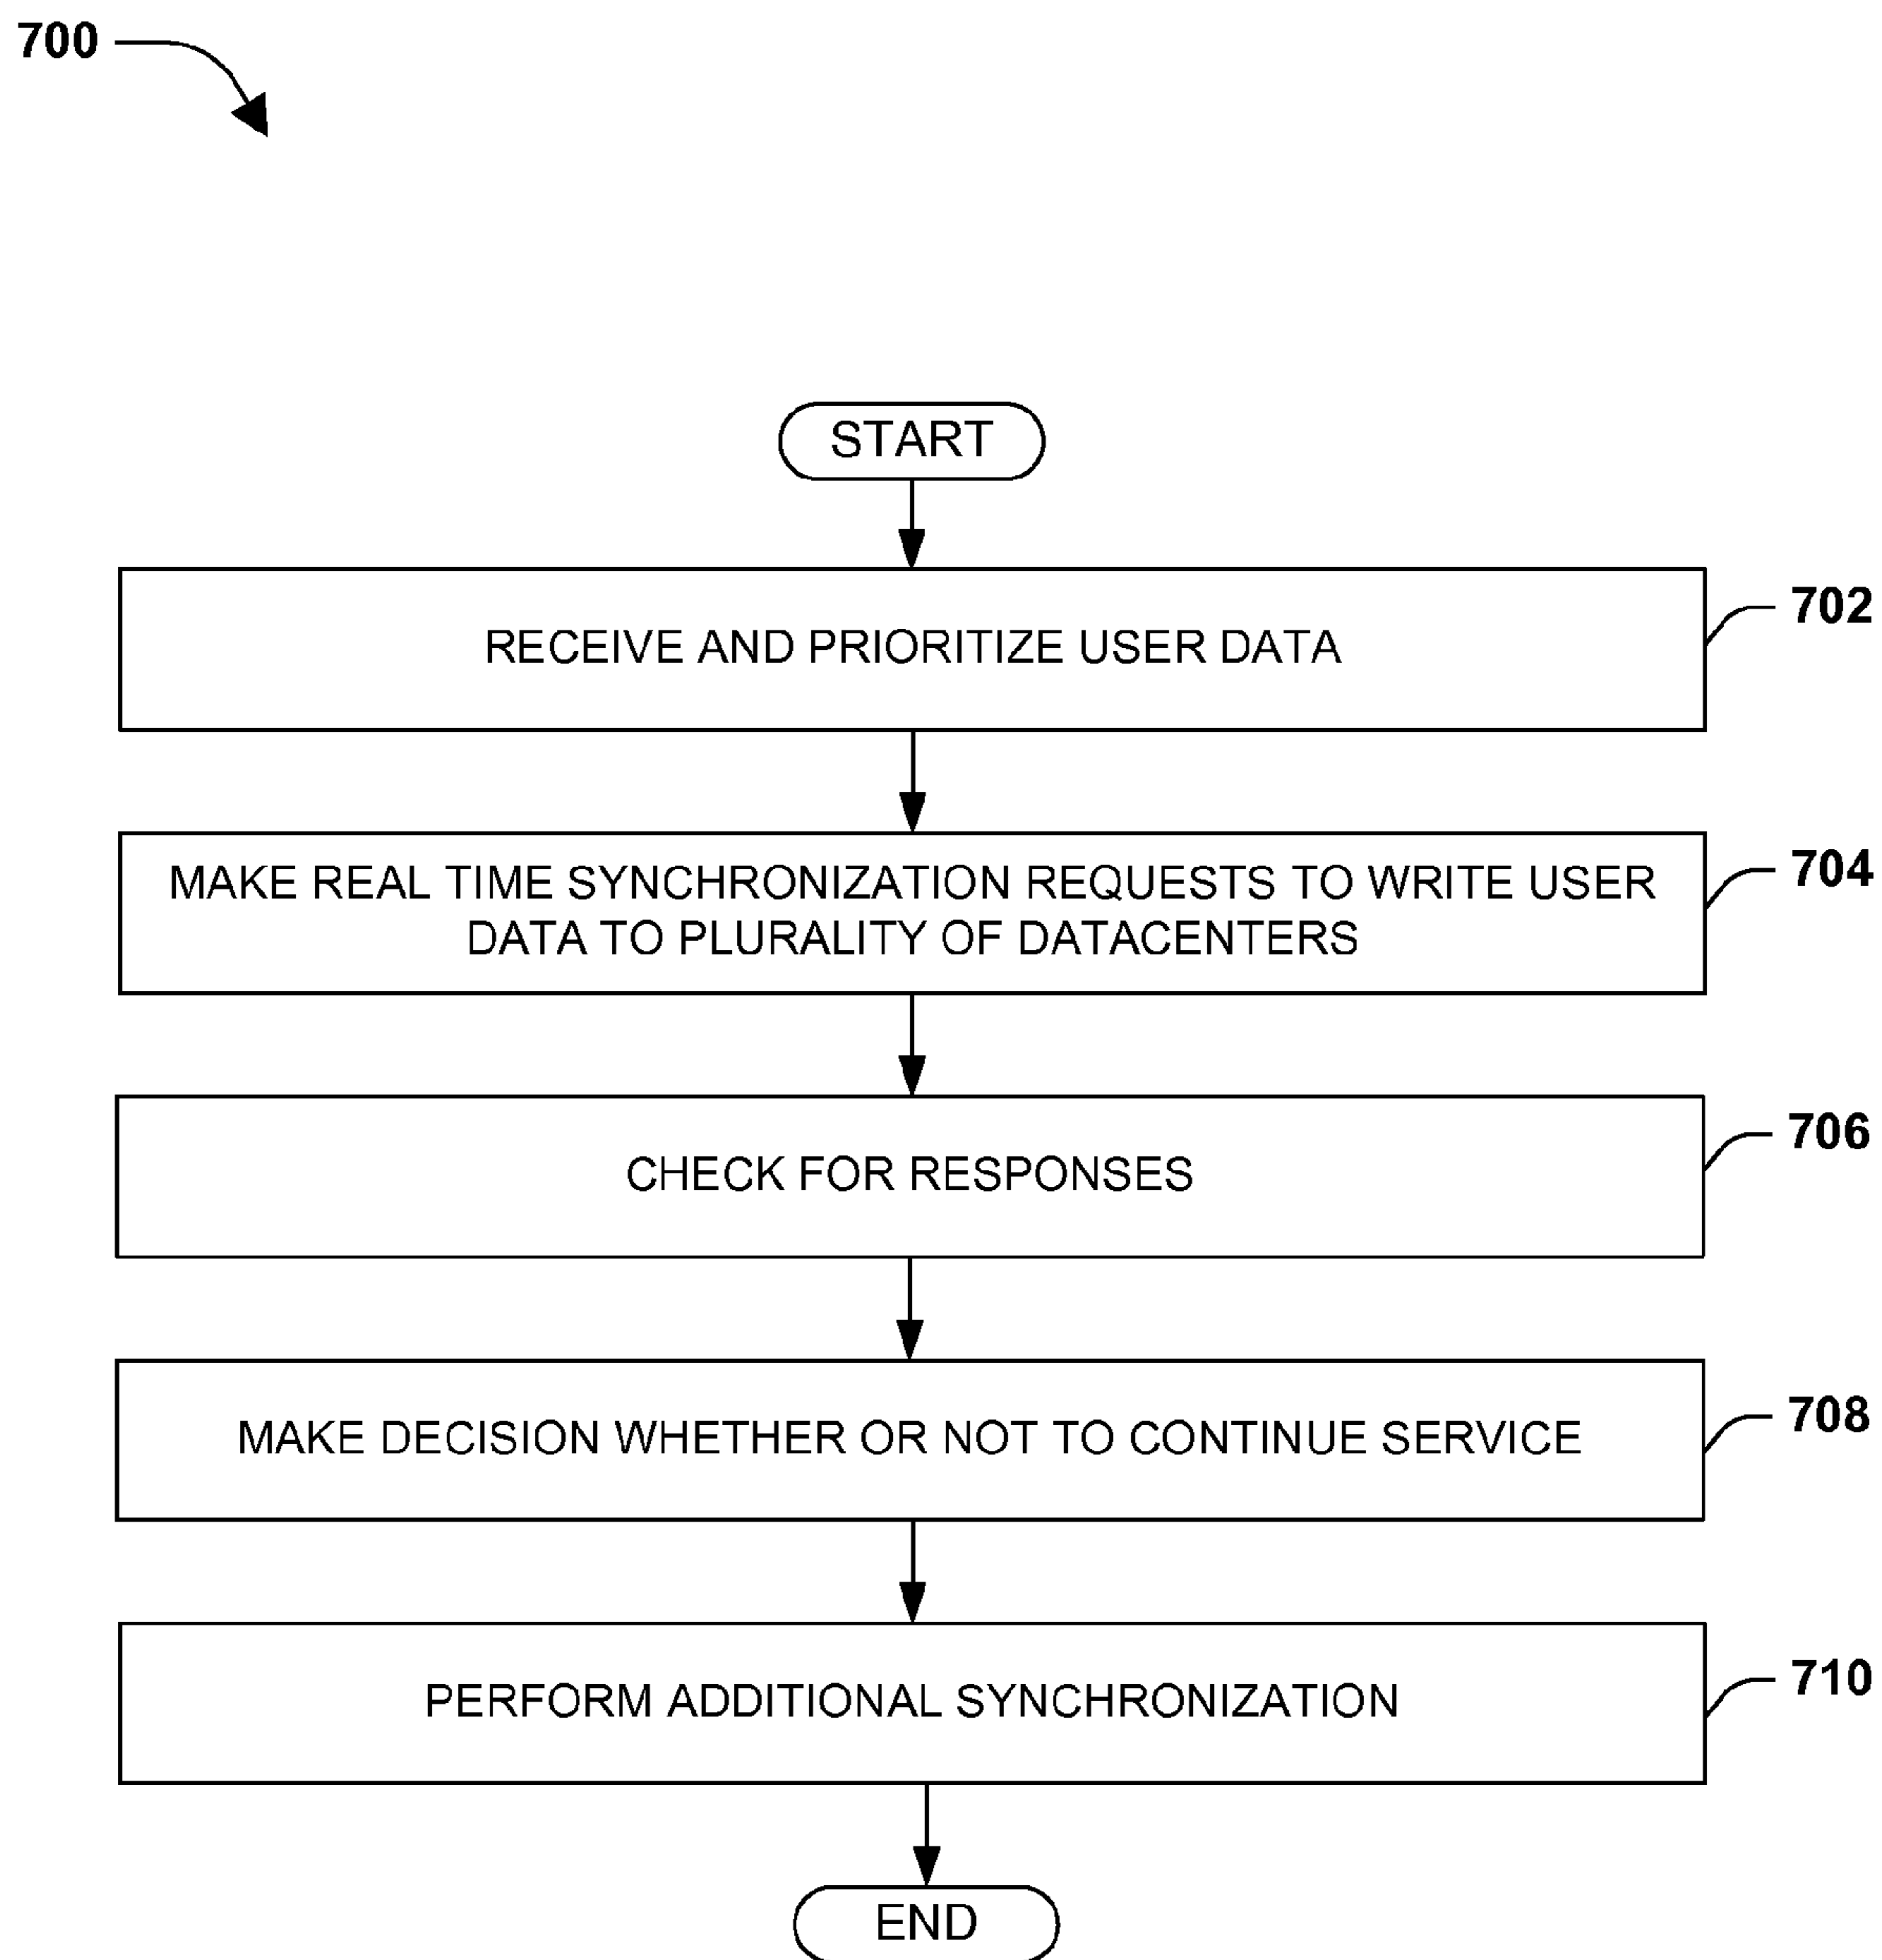 700
START
RECEIVE AND PRIORITIZE USER DATA
702
MAKE REAL TIME SYNCHRONIZATION REQUESTS TO WRITE USER
DATA TO PLURALITY OF DATACENTERS
704
CHECK FOR RESPONSES
706
MAKE DECISION WHETHER OR NOT TO CONTINUE SERVICE
708
PERFORM ADDITIONAL SYNCHRONIZATION
710
END